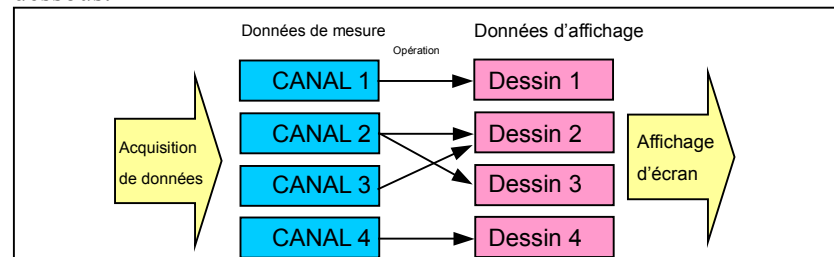 Données de mesure
Opération
Données d'affichage
CANAL 1
Dessin 1
CANAL 2
Dessin 2
CANAL 3
Dessin 3
CANAL 4
Dessin 4
Acquisition
de données
Affichage
d'écran